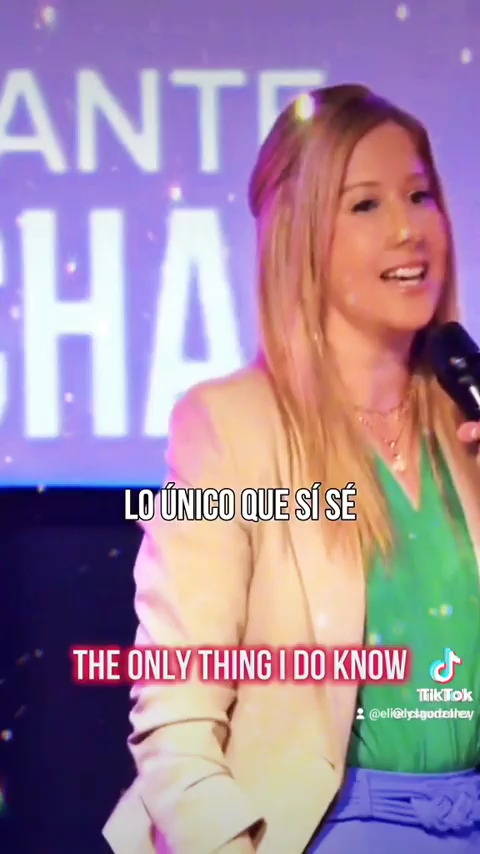 ANTE
CHA
LO ÚNICO QUE SÍ SÉ
THE ONLY THING I DO KNOW
TikTok